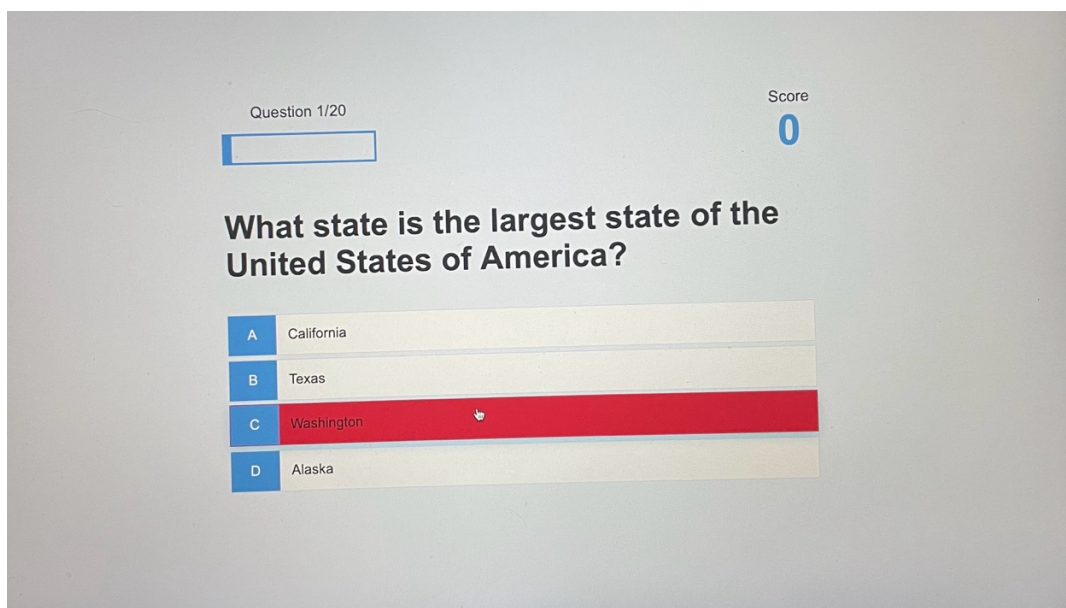 Question 1/20
Score
0
What state is the largest state of the
United States of America?
A California
B Texas
C Washington
D Alaska